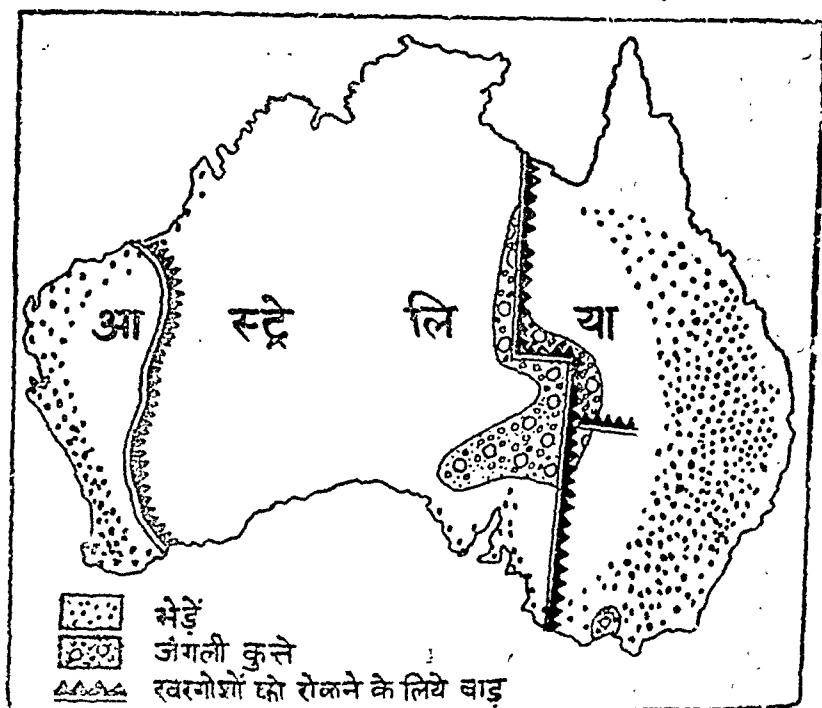 आ स्ट्रे लि या
भेड़ें
जंगली कुत्ते
खरगोशों को रोकने के लिये बाड़